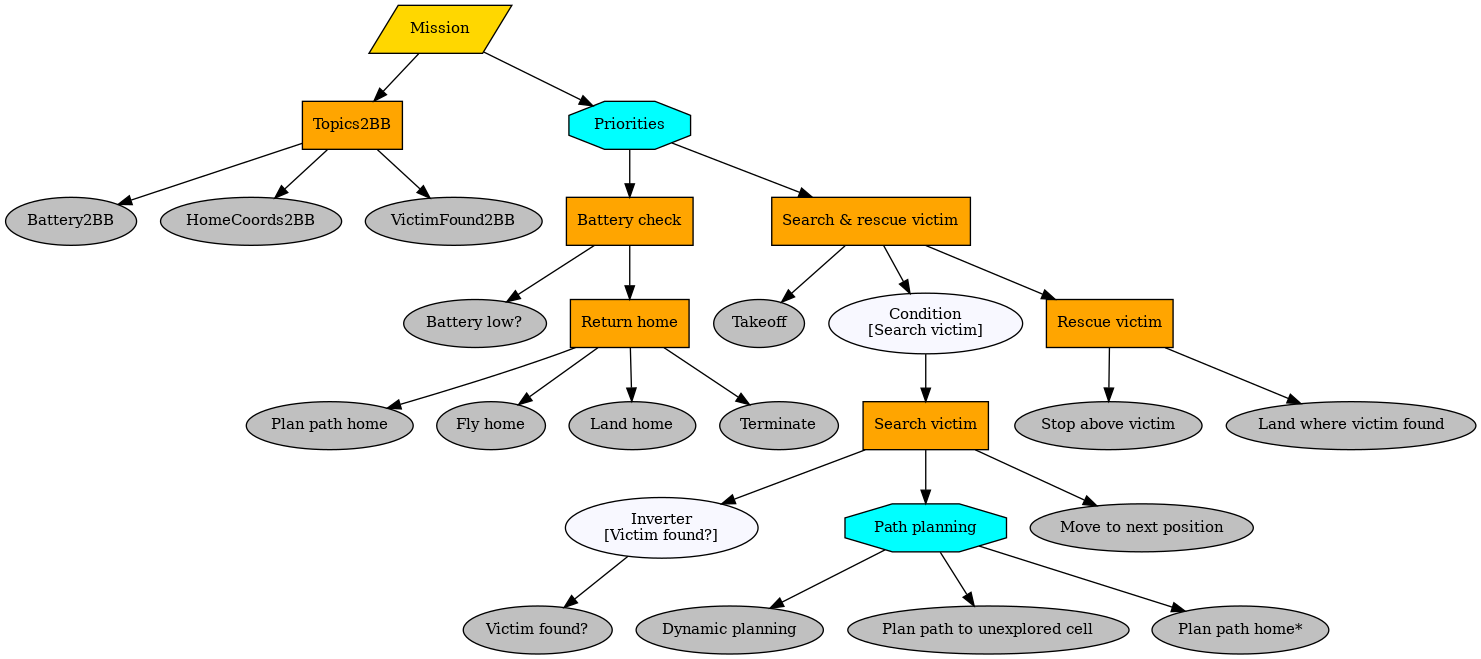 Mission
Topics2BB
Priorities
Battery2BB
HomeCoords2BB
VictimFound2BB
Battery check
Search & rescue victim
Battery low?
Return home
Takeoff
Condition
[Search victim]
Rescue victim
Plan path home
Fly home
Land home
Terminate
Search victim
Stop above victim
Land where victim found
Inverter
[Victim found?]
Path planning
Move to next position
Victim found?
Dynamic planning
Plan path to unexplored cell
Plan path home*